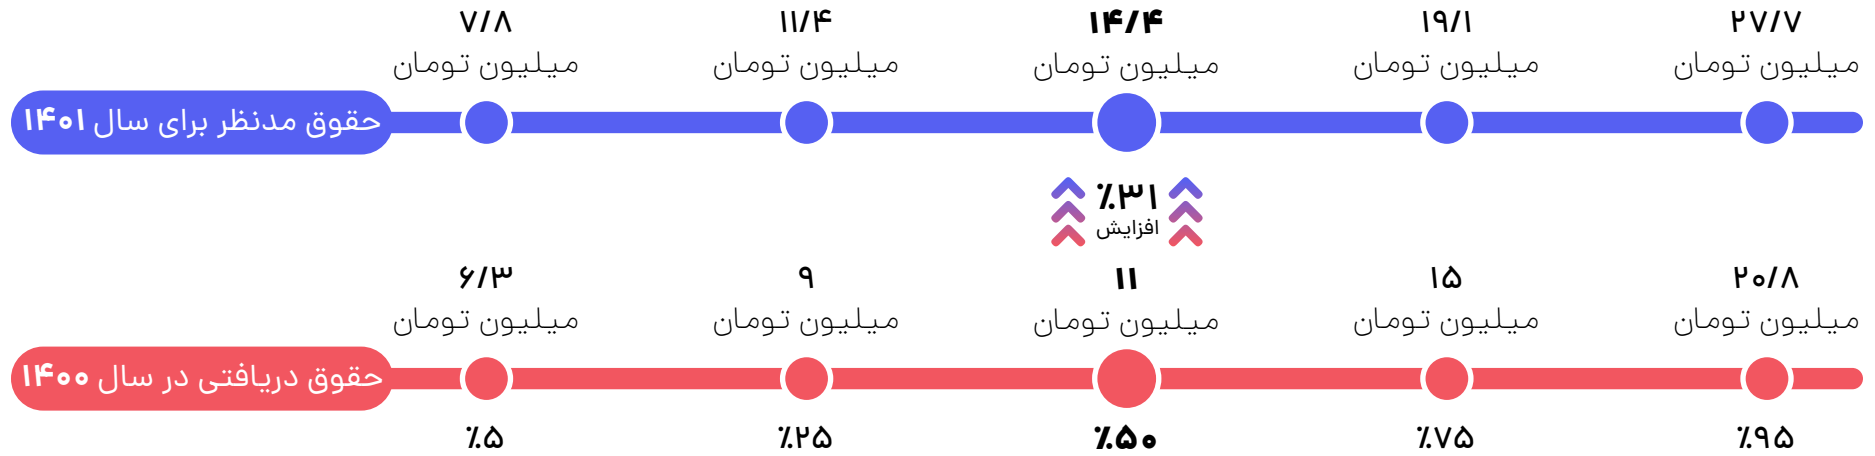 ۷/۸ ۱۱/۴ ۱۴/۴ ۱۹/۱ ۲۷/۷
میلیون تومان میلیون تومان میلیون تومان میلیون تومان میلیون تومان
حقوق مدنظر برای سال ۱۴۰۱
٪۳۱
افزایش
۶/۳ ۹ ۱۱ ۱۵ ۲۰/۸
میلیون تومان میلیون تومان میلیون تومان میلیون تومان میلیون تومان
حقوق دریافتی در سال ۱۴۰۰
٪۵ ٪۲۵ ٪۵۰ ٪۷۵ ٪۹۵